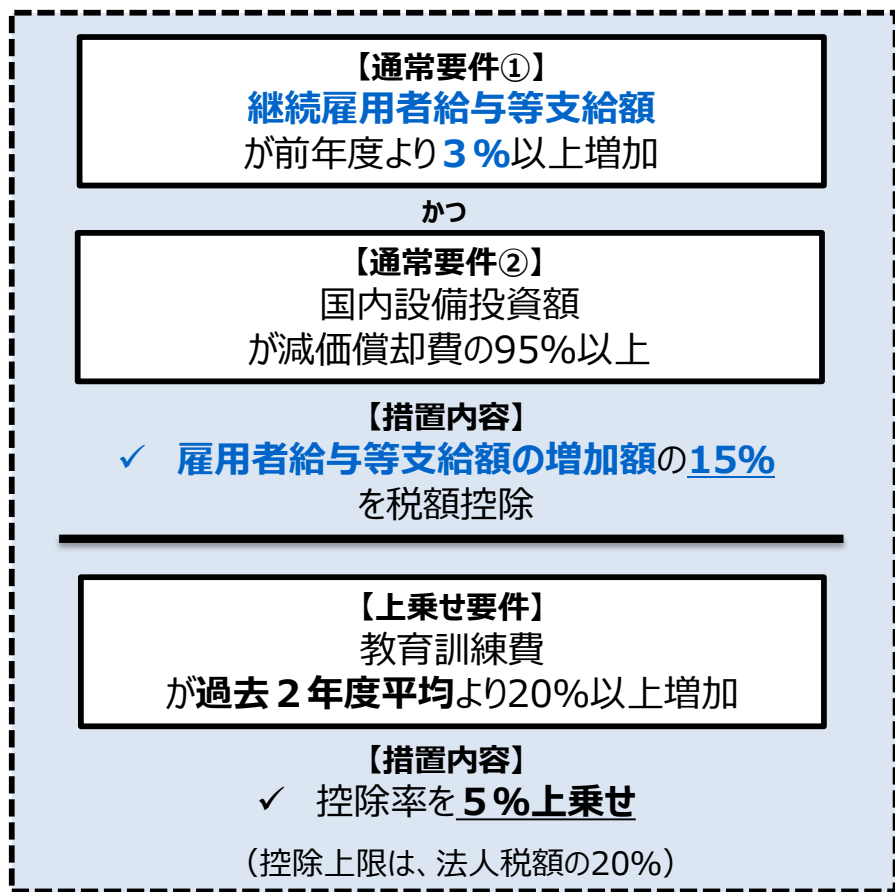 【通常要件①】
継続雇用者給与等支給額
が前年度より３％以上増加
かつ
【通常要件②】
国内設備投資額
が減価償却費の95%以上
【措置内容】
✓ 雇用者給与等支給額の増加額の15%
を税額控除
【上乗せ要件】
教育訓練費
が過去２年度平均より20%以上増加
【措置内容】
✓ 控除率を５％上乗せ
（控除上限は、法人税額の20%）